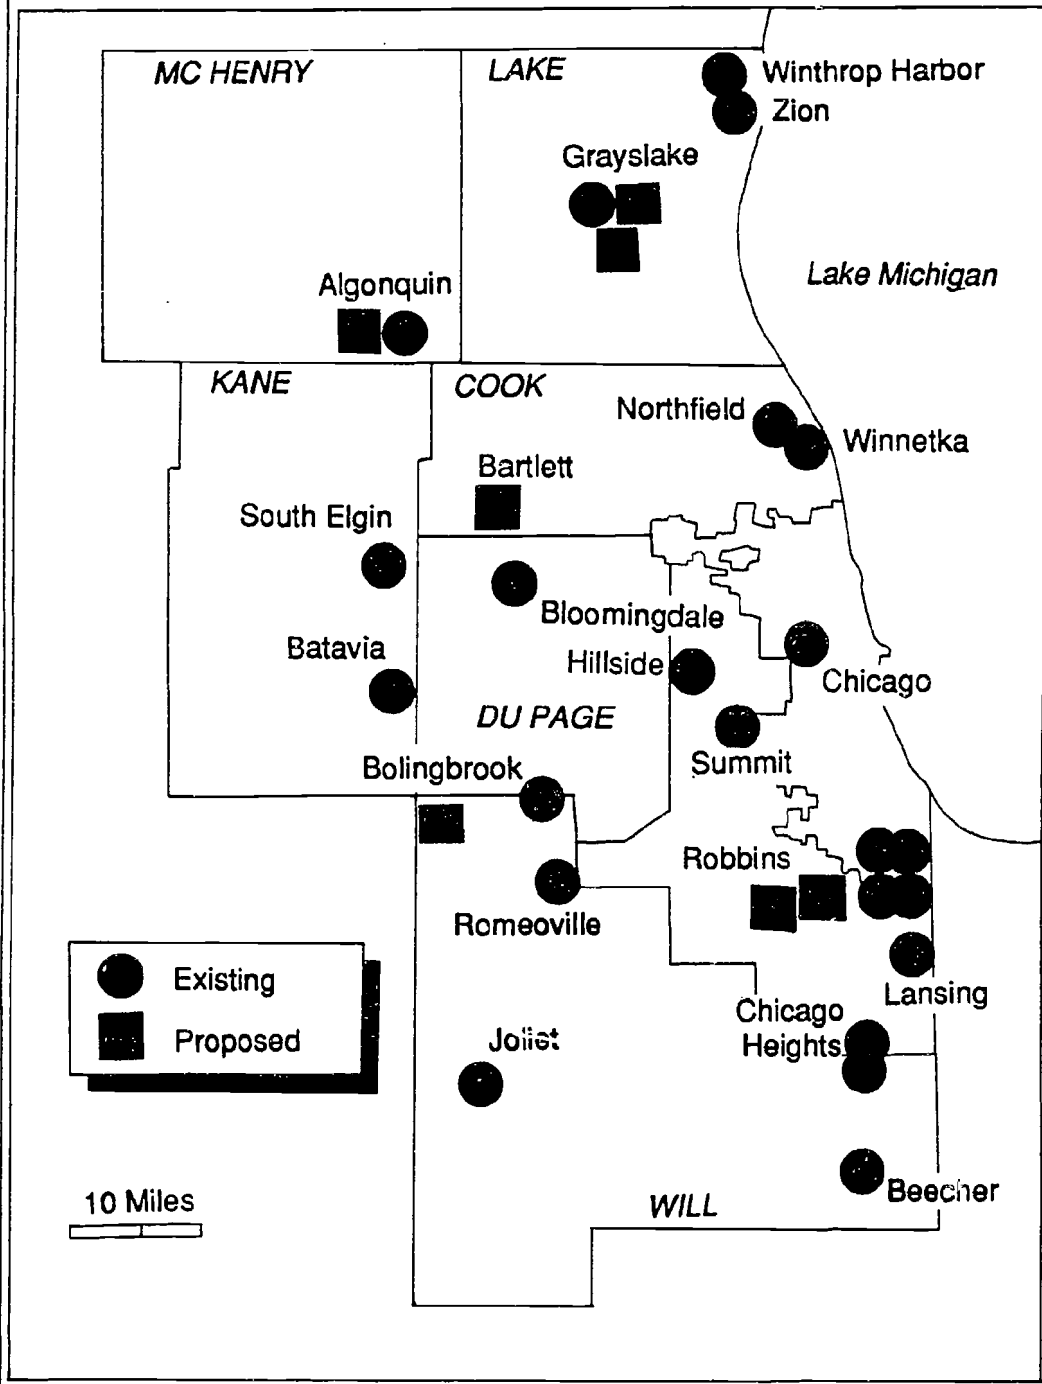 MC HENRY
LAKE
Winthrop Harbor
Zion
Grayslake
Lake Michigan
Algonquin
KANE
COOK
Northfield
Winnetka
Bartlett
South Elgin
Bloomingdale
Batavia
Hillside
Chicago
DU PAGE
Summit
Bolingbrook
Robbins
Romeoville
Existing
Lansing
Chicago
Heights
Proposed
Joliet
10 Miles
Beecher
WILL